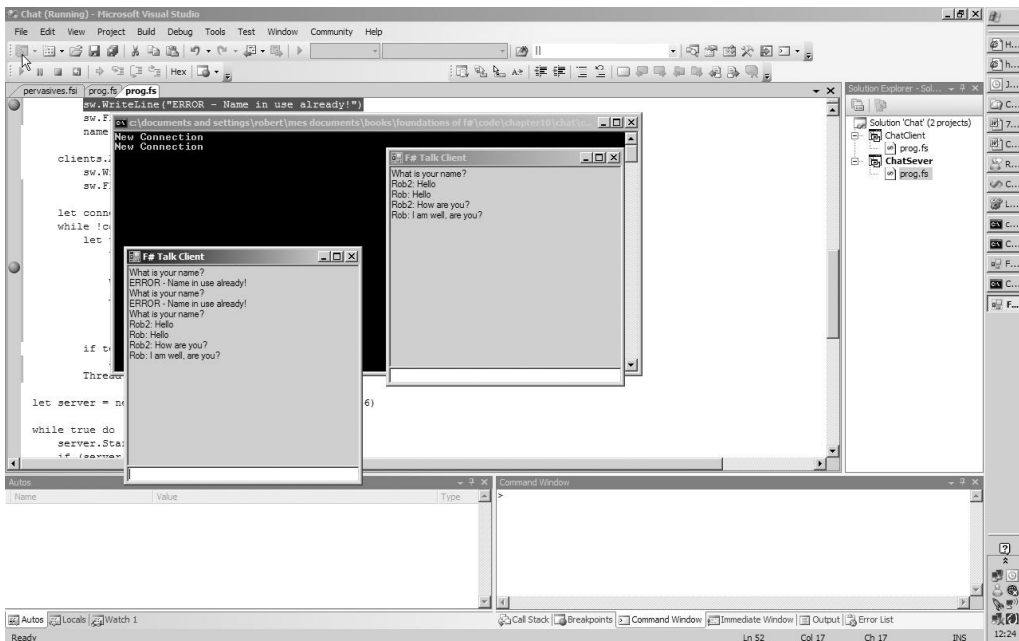 Chat (Running) - Microsoft Visual Studio
File Edit View Project Build Debug Tools Test Window Community Help
Hex
pervasives.fsi prog.fs prog.fs
sw.WriteLine("ERROR - Name in use already!")
name
clients.
let conn
while !co
let
if t
let server = ne
6)
while true do
server.Sta
if (server
c:\documents and settings\robert\mes documents\books\foundations of f#\code\chapter10\chat\c...
New Connection
New Connection
F# Talk Client
What is your name?
Rob2: Hello
Rob: Hello
Rob2: How are you?
Rob: I am well, are you?
F# Talk Client
What is your name?
ERROR - Name in use already!
What is your name?
ERROR - Name in use already!
What is your name?
Rob2: Hello
Rob: Hello
Rob2: How are you?
Rob: I am well, are you?
Solution Explorer - Sol...
Solution 'Chat' (2 projects)
ChatClient
prog.fs
ChatSever
prog.fs
H...
h...
J...
C...
7...
C...
R...
C...
L...
c...
C...
F...
C...
F...
Autos
Name Value Type
Command Window
>
Autos Locals Watch 1
Call Stack Breakpoints Command Window Immediate Window Output Error List
Ready Ln 52 Col 17 Ch 17 INS
12:24